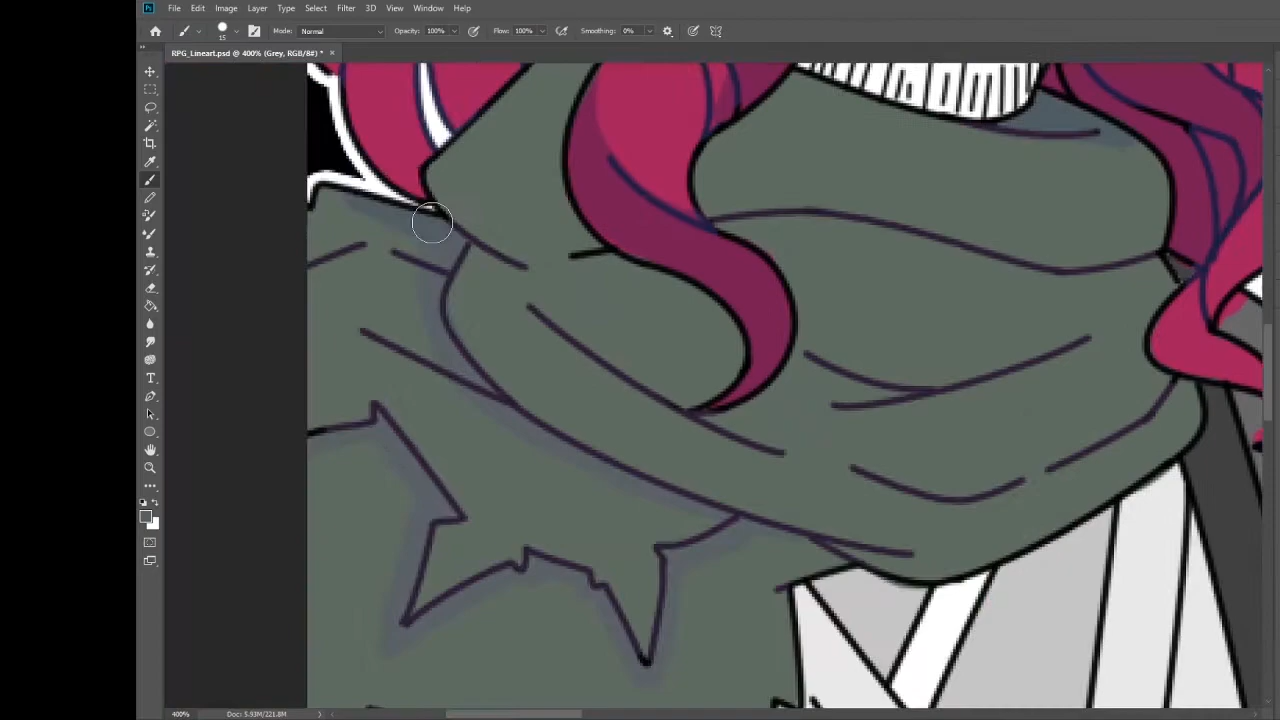 Ps File Edit Image Layer Type Select Filter 3D View Window Help
15 Mode: Normal Opacity: 100% Flow: 100% Smoothing: 0%
RPG_Lineart.psd @ 400% (Grey, RGB/8#) * ×
T
400% Doc: 5.93M/221.8M